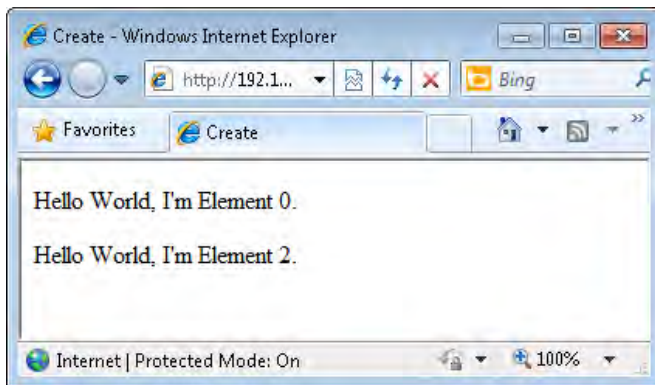 Create - Windows Internet Explorer
http://192.1...
Bing
Favorites
Create
Hello World, I'm Element 0.
Hello World, I'm Element 2.
Internet | Protected Mode: On
100%